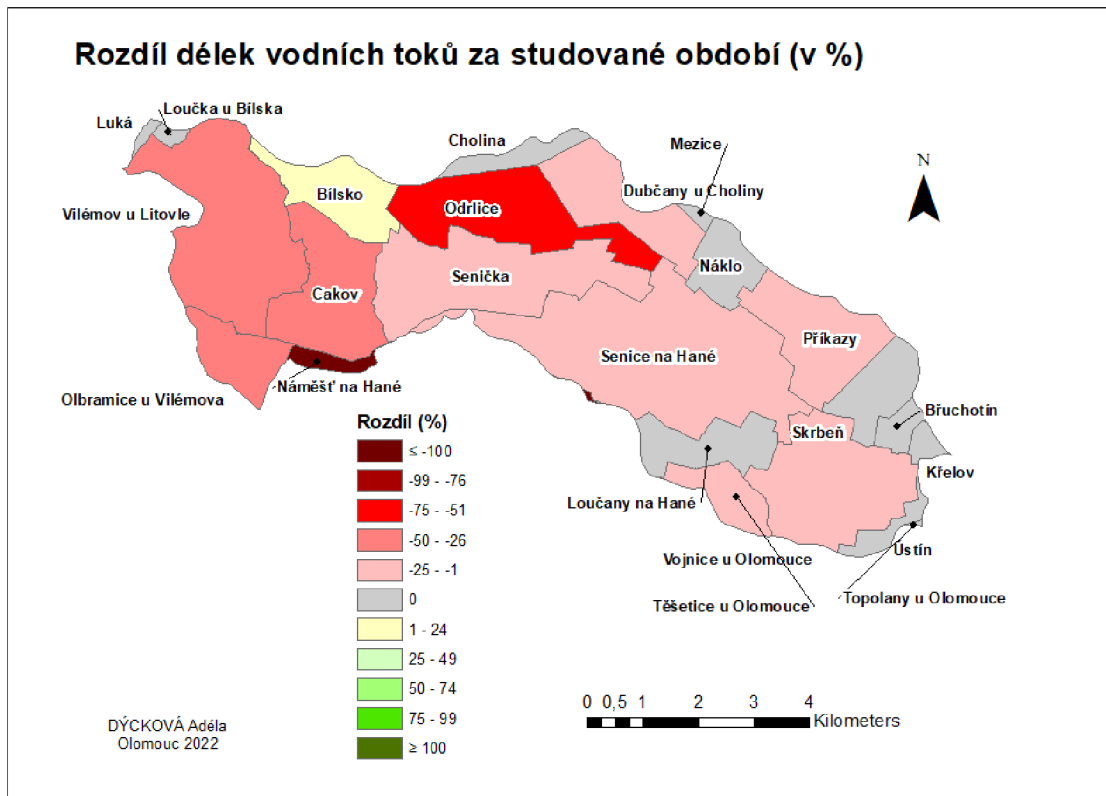 Rozdíl délek vodních toků za studované období (v %)
Loučka u Bílska
Luká
Cholina
Mezice
N
Bílsko
Dubčany u Choliny
Vilémov u Litovle
Odrlice
Senička
Náklo
Cakov
Příkazy
Senice na Hané
Náměšť na Hané
Olbramice u Vilémova
Břuchotín
Skrbeň
Křelov
Loučany na Hané
Ústín
Vojnice u Olomouce
Těšetice u Olomouce
Topolany u Olomouce
Rozdíl (%)
≤ -100
-99 - -76
-75 - -51
-50 - -26
-25 - -1
0
1 - 24
25 - 49
50 - 74
75 - 99
≥ 100
0 0,5 1 2 3 4
Kilometers
DÝCKOVÁ Adéla
Olomouc 2022